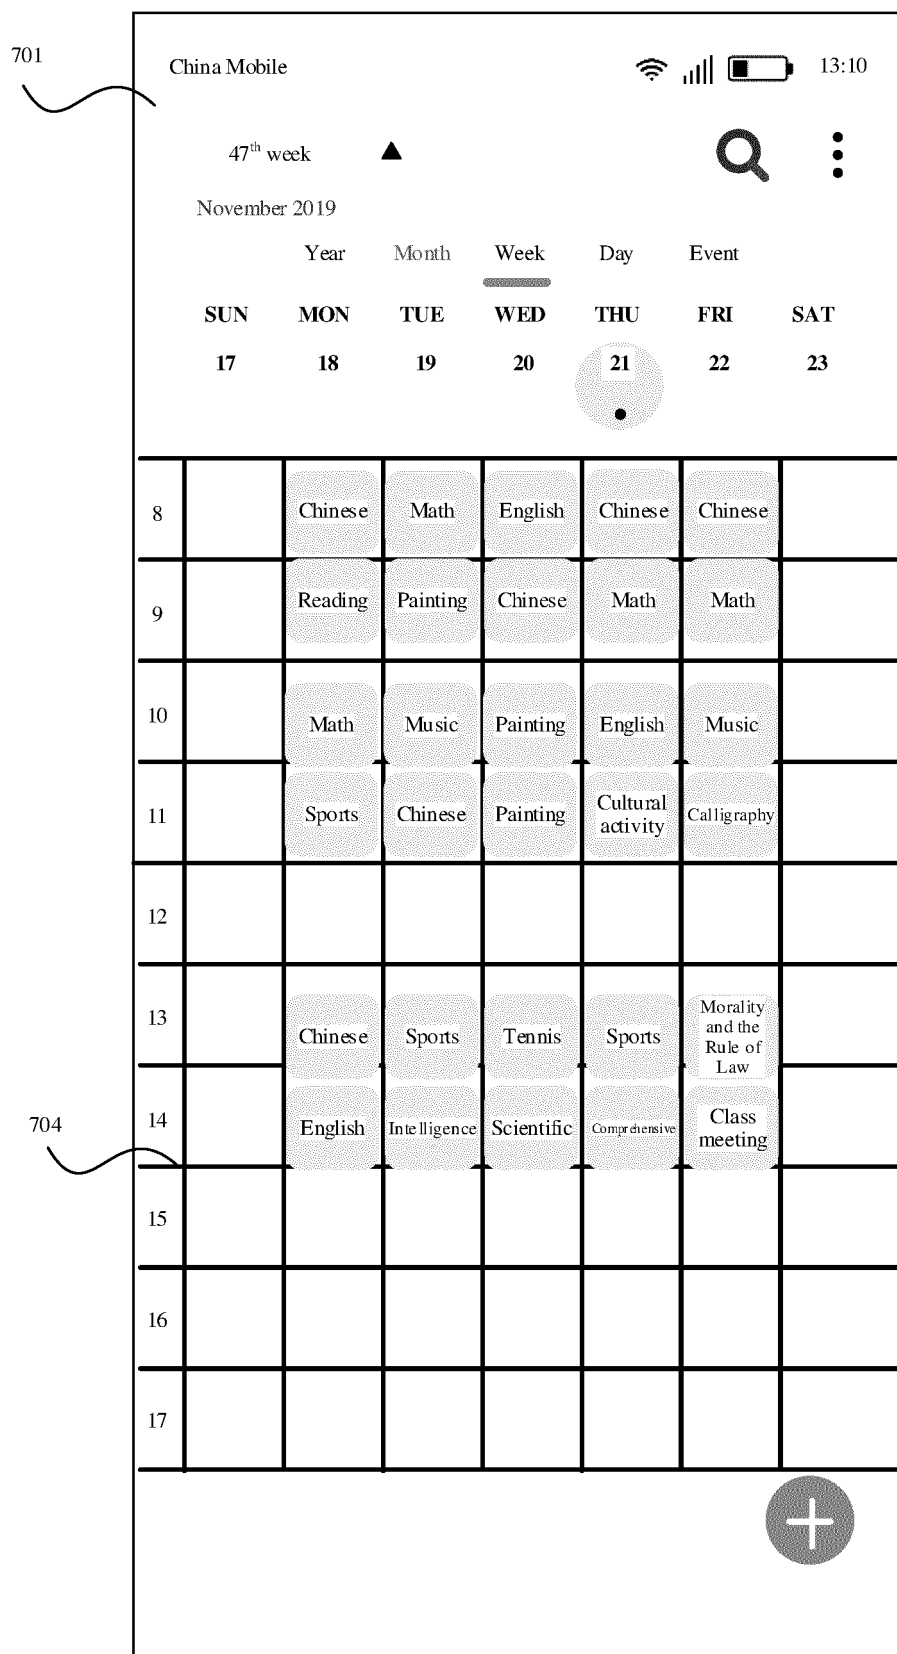 701
China Mobile 13:10
47th week
November 2019
Year Month Week Day Event
SUN MON TUE WED THU FRI SAT
17 18 19 20 21 22 23
8 Chinese Math English Chinese Chinese
9 Reading Painting Chinese Math Math
10 Math Music Painting English Music
11 Sports Chinese Painting Cultural activity Calligraphy
12
13 Chinese Sports Tennis Sports Morality and the Rule of Law
704
14 English Intelligence Scientific Comprehensive Class meeting
15
16
17